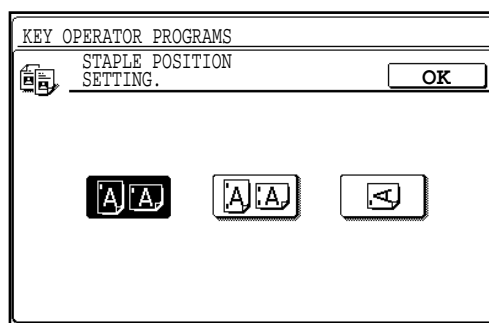 KEY OPERATOR PROGRAMS
STAPLE POSITION
SETTING.
OK
A A A A A